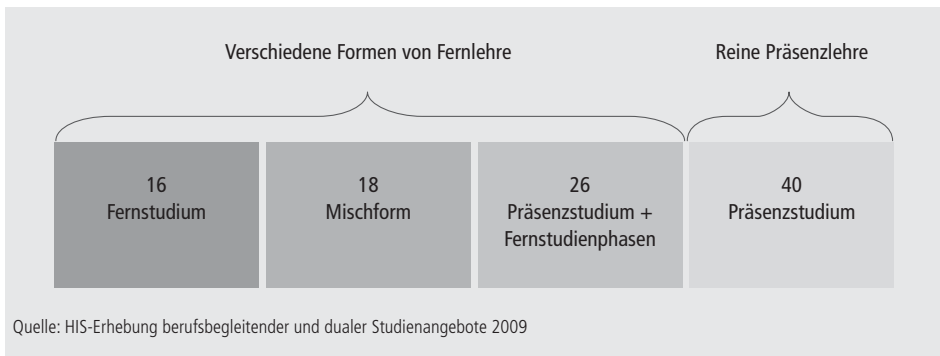 Verschiedene Formen von Fernlehre
Reine Präsenzlehre
16
Fernstudium
18
Mischform
26
Präsenzstudium +
Fernstudienphasen
40
Präsenzstudium
Quelle: HIS-Erhebung berufsbegleitender und dualer Studienangebote 2009